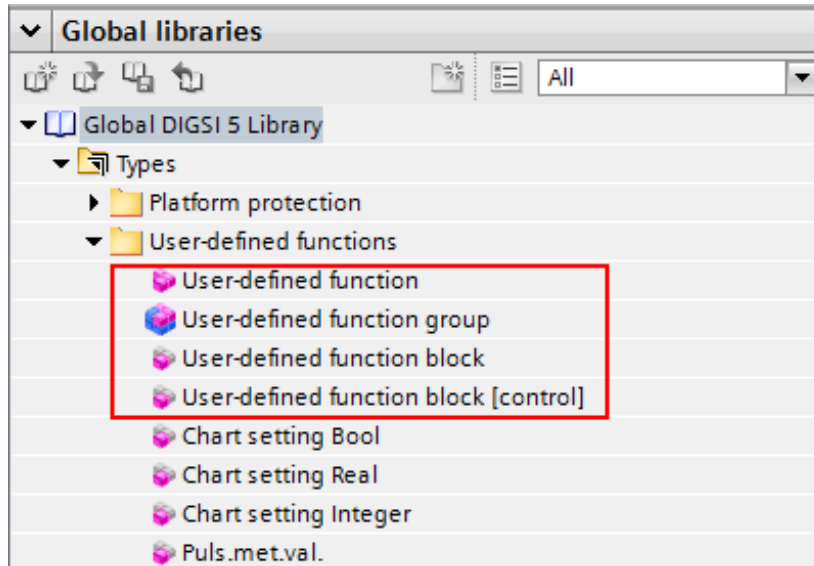 Global libraries
All
Global DIGSI 5 Library
Types
Platform protection
User-defined functions
User-defined function
User-defined function group
User-defined function block
User-defined function block [control]
Chart setting Bool
Chart setting Real
Chart setting Integer
Puls.met.val.